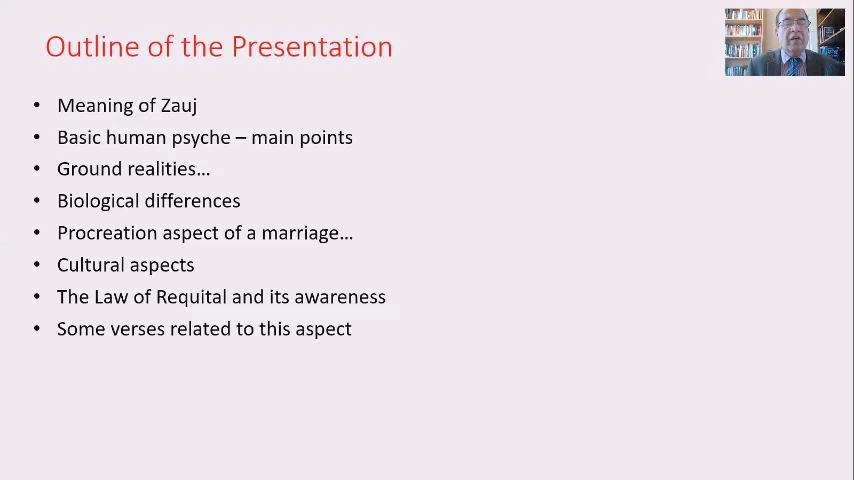 Outline of the Presentation
• Meaning of Zauj
• Basic human psyche – main points
• Ground realities…
• Biological differences
• Procreation aspect of a marriage…
• Cultural aspects
• The Law of Requital and its awareness
• Some verses related to this aspect